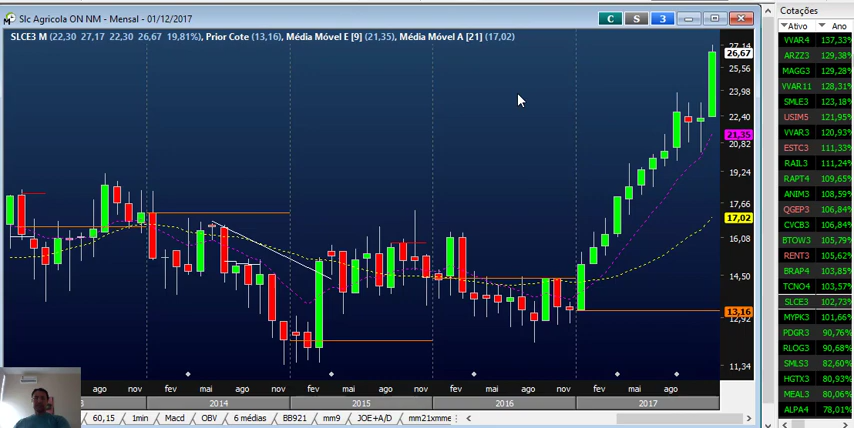 Slc Agricola ON NM - Mensal - 01/12/2017
C S 3
SLCE3 M (22,30 27,17 22,30 26,67 19,81%), Prior Cote (13,16), Média Móvel E [9] (21,35), Média Móvel A [21] (17,02)
27,14
26,67
25,56
23,98
22,40
21,35
20,82
19,24
17,66
17,02
16,08
14,50
13,16
12,92
11,34
ago nov fev mai ago nov fev mai ago nov fev mai ago nov fev mai ago
3 2014 2015 2016 2017
60,15 1min Macd OBV 6 médias BB921 mm9 JOE+A/D mm21xmme
Cotações
Ativo Ano
VVAR4 137,33%
ARZZ3 129,38%
MAGG3 129,28%
VVAR11 128,31%
SMLE3 123,18%
USIM5 121,95%
VVAR3 120,93%
ESTC3 111,33%
RAIL3 111,24%
RAPT4 109,65%
ANIM3 108,59%
QGEP3 106,84%
CVCB3 106,84%
BTOW3 105,79%
RENT3 105,62%
BRAP4 103,85%
TCNO4 103,57%
SLCE3 102,73%
MYPK3 101,66%
PDGR3 90,76%
RLOG3 90,68%
SMLS3 82,60%
HGTX3 80,93%
MEAL3 80,06%
ALPA4 78,01%